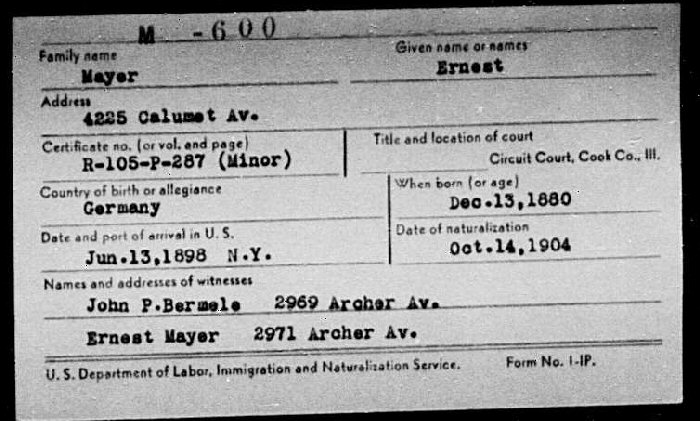 M -600
Family name Given name or names
Mayer Ernest
Address
4225 Calumet Av.
Certificate no. (or vol. and page) Title and location of court
R-105-P-287 (Minor) Circuit Court, Cook Co., Ill.
Country of birth or allegiance When born (or age)
Germany Dec.13,1880
Date and port of arrival in U. S. Date of naturalization
Jun.13,1898 N.Y. Oct.14,1904
Names and addresses of witnesses
John P.Bermele 2969 Archer Av.
Ernest Mayer 2971 Archer Av.
U. S. Department of Labor, Immigration and Naturalization Service. Form No. 1-IP.